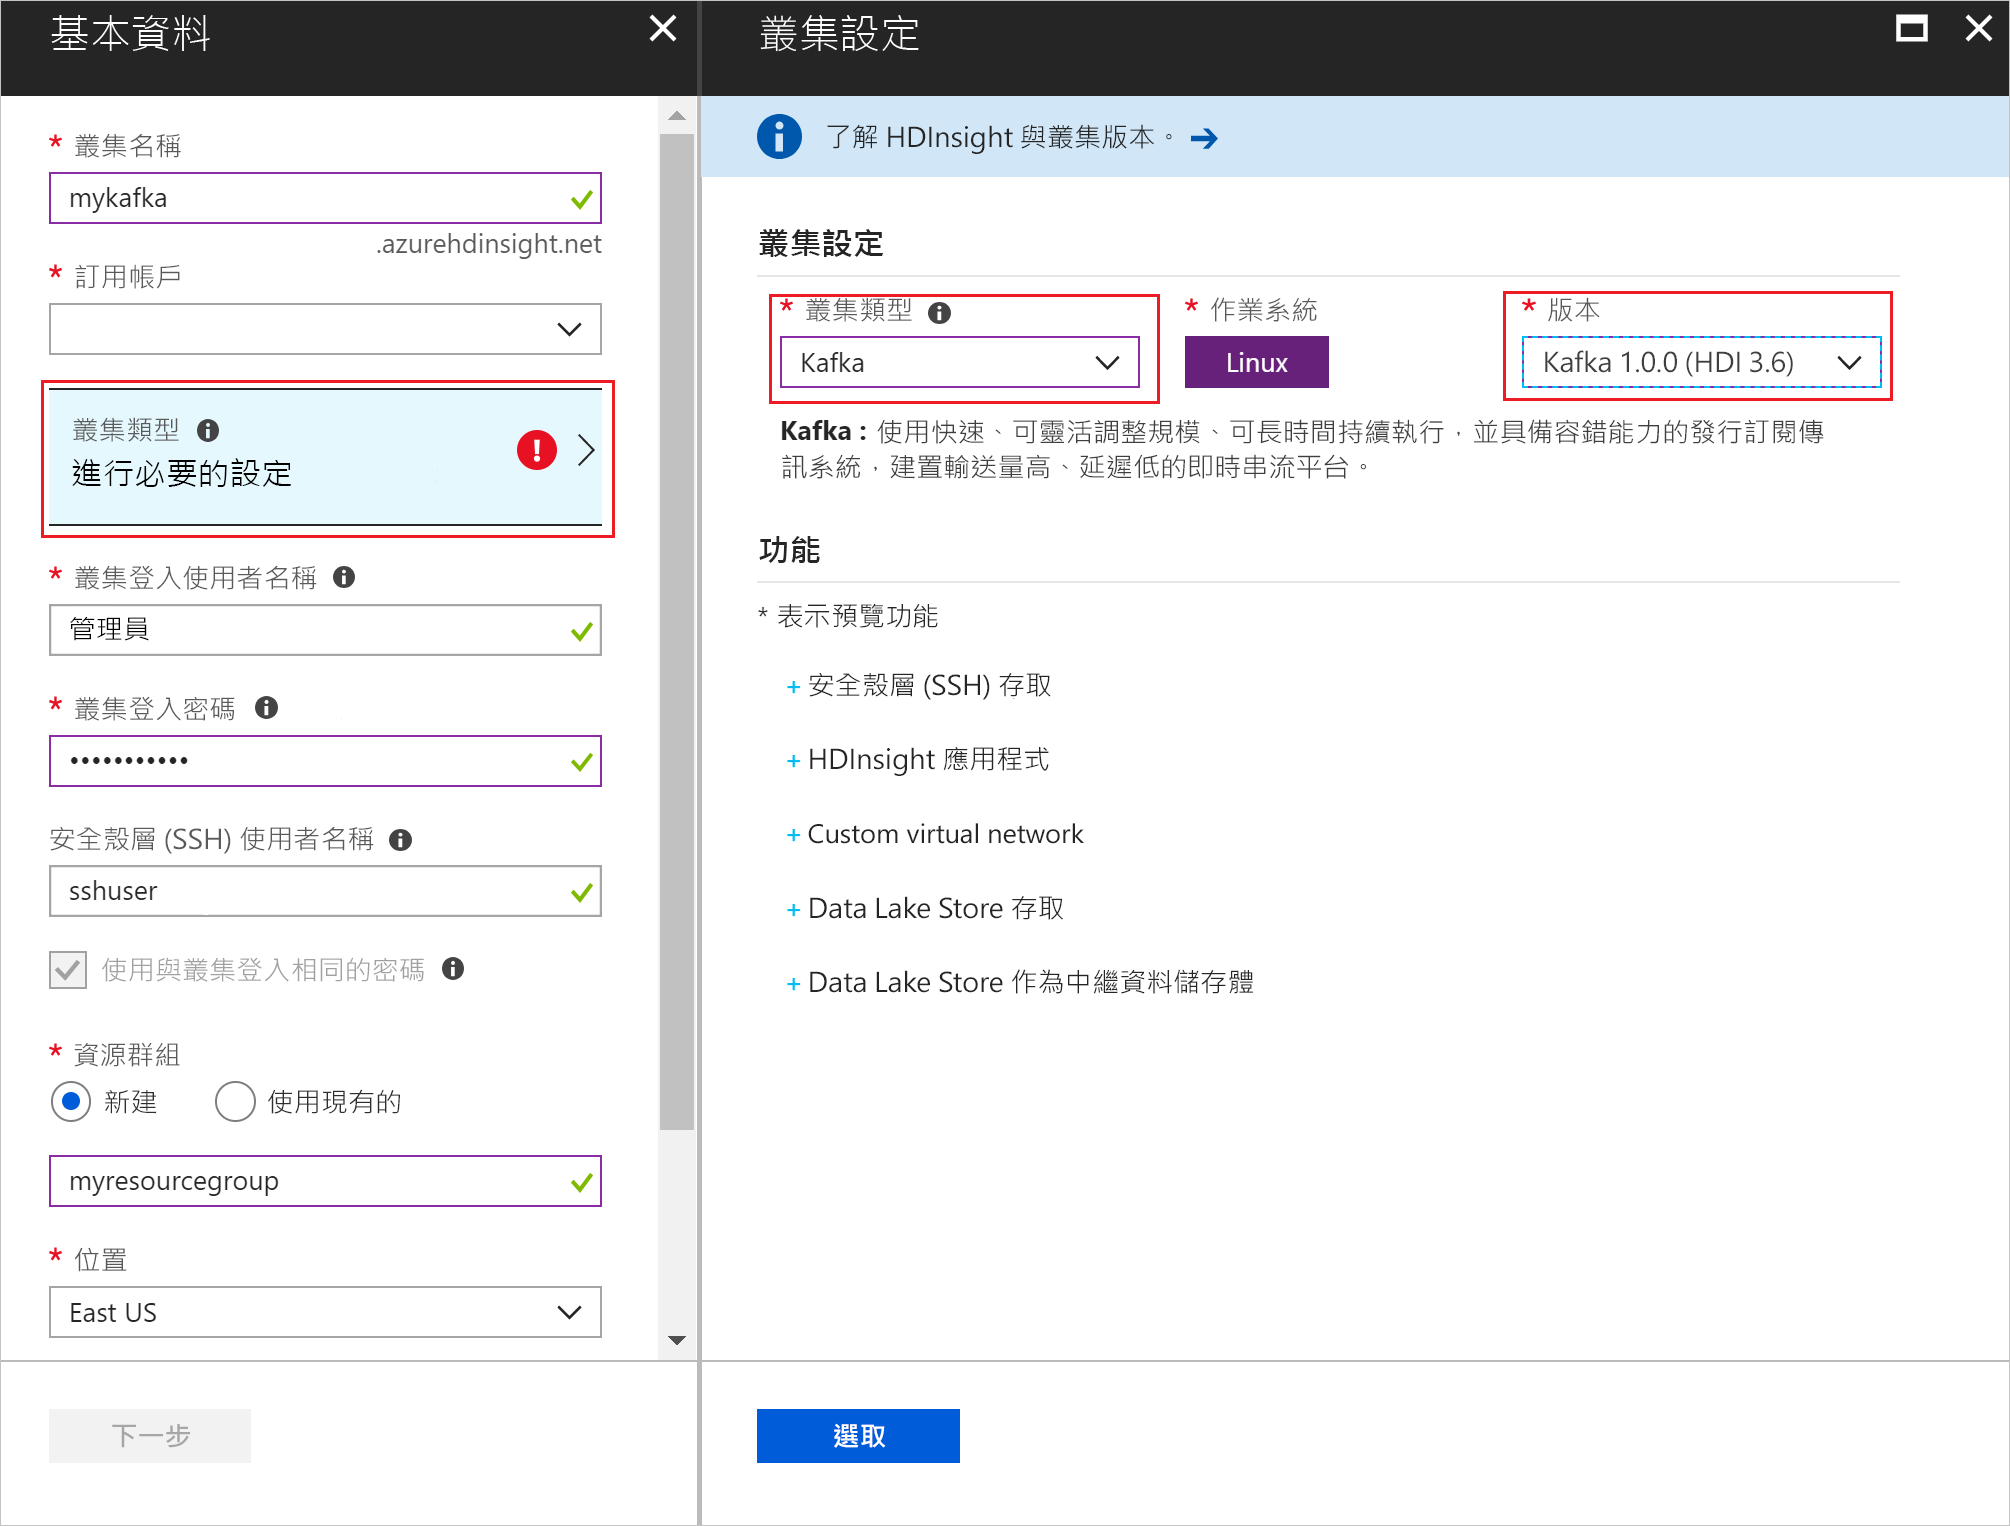 基本資料
* 叢集名稱
mykafka
.azurehdinsight.net
* 訂用帳戶
叢集類型
進行必要的設定
* 叢集登入使用者名稱
管理員
* 叢集登入密碼
•••••••••••
安全殼層 (SSH) 使用者名稱
sshuser
使用與叢集登入相同的密碼
* 資源群組
新建 使用現有的
myresourcegroup
* 位置
East US
下一步
叢集設定
了解 HDInsight 與叢集版本。
叢集設定
* 叢集類型 * 作業系統 * 版本
Kafka Linux Kafka 1.0.0 (HDI 3.6)
Kafka : 使用快速、可靈活調整規模、可長時間持續執行，並具備容錯能力的發行訂閱傳
訊系統，建置輸送量高、延遲低的即時串流平台。
功能
* 表示預覽功能
+ 安全殼層 (SSH) 存取
+ HDInsight 應用程式
+ Custom virtual network
+ Data Lake Store 存取
+ Data Lake Store 作為中繼資料儲存體
選取